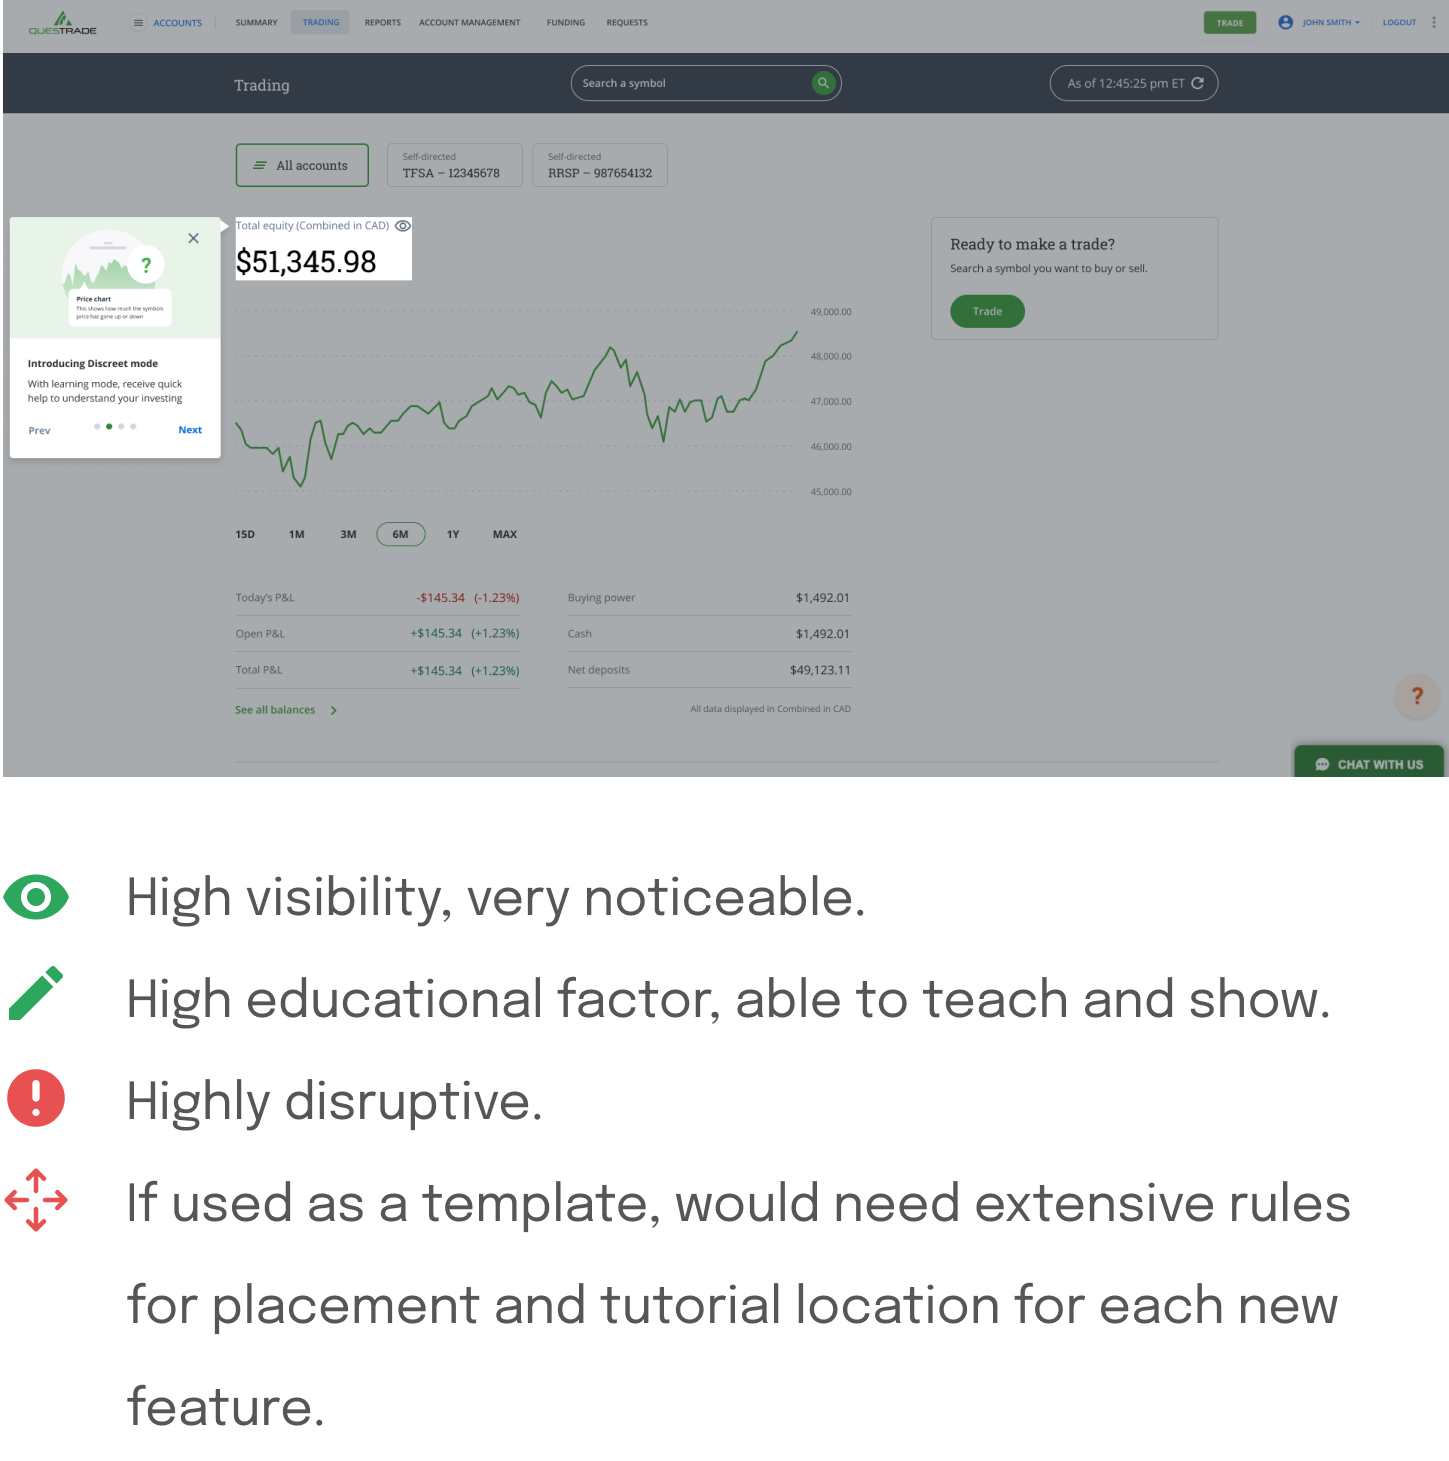 QUESTRADE
ACCOUNTS
SUMMARY
TRADING
REPORTS
ACCOUNT MANAGEMENT
FUNDING
REQUESTS
TRADE
JOHN SMITH
LOGOUT
Trading
Search a symbol
As of 12:45:25 pm ET
All accounts
Self-directed
TFSA – 12345678
Self-directed
RRSP – 987654132
Total equity (Combined in CAD)
$51,345.98
?
Price chart
This shows how much the symbols
price has gone up or down
Introducing Discreet mode
With learning mode, receive quick
help to understand your investing
Prev
Next
Ready to make a trade?
Search a symbol you want to buy or sell.
Trade
49,000.00
48,000.00
47,000.00
46,000.00
45,000.00
15D 1M 3M 6M 1Y MAX
Today's P&L -$145.34 (-1.23%)
Open P&L +$145.34 (+1.23%)
Total P&L +$145.34 (+1.23%)
Buying power $1,492.01
Cash $1,492.01
Net deposits $49,123.11
See all balances
All data displayed in Combined in CAD
?
CHAT WITH US
High visibility, very noticeable.
High educational factor, able to teach and show.
Highly disruptive.
If used as a template, would need extensive rules
for placement and tutorial location for each new
feature.